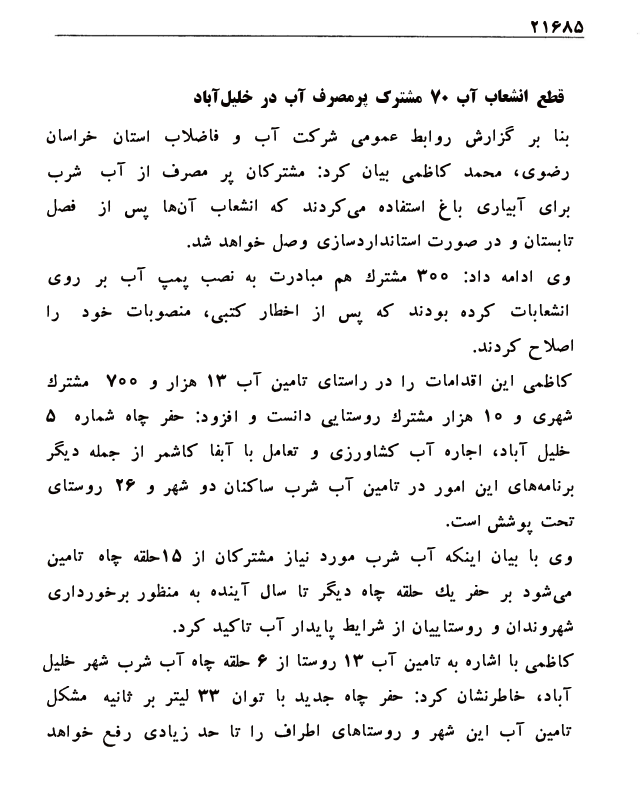 ۲۱۶۸۵
قطع انشعاب آب ۷۰ مشترک پرمصرف آب در خلیل‌آباد
بنا بر گزارش روابط عمومی شرکت آب و فاضلاب استان خراسان
رضوی، محمد کاظمی بیان کرد: مشترکان پر مصرف از آب شرب
برای آبیاری باغ استفاده می‌کردند که انشعاب آن‌ها پس از فصل
تابستان و در صورت استانداردسازی وصل خواهد شد.
وی ادامه داد: ۳۰۰ مشترك هم مبادرت به نصب پمپ آب بر روی
انشعابات کرده بودند که پس از اخطار کتبی، منصوبات خود را
اصلاح کردند.
کاظمی این اقدامات را در راستای تامین آب ۱۳ هزار و ۷۰۰ مشترك
شهری و ۱۰ هزار مشترك روستایی دانست و افزود: حفر چاه شماره ۵
خلیل آباد، اجاره آب کشاورزی و تعامل با آبفا کاشمر از جمله دیگر
برنامه‌های این امور در تامین آب شرب ساکنان دو شهر و ۲۶ روستای
تحت پوشش است.
وی با بیان اینکه آب شرب مورد نیاز مشترکان از ۱۵حلقه چاه تامین
می‌شود بر حفر یك حلقه چاه دیگر تا سال آینده به منظور برخورداری
شهروندان و روستاییان از شرایط پایدار آب تاکید کرد.
کاظمی با اشاره به تامین آب ۱۳ روستا از ۶ حلقه چاه آب شرب شهر خلیل
آباد، خاطرنشان کرد: حفر چاه جدید با توان ۳۳ لیتر بر ثانیه مشکل
تامین آب این شهر و روستاهای اطراف را تا حد زیادی رفع خواهد